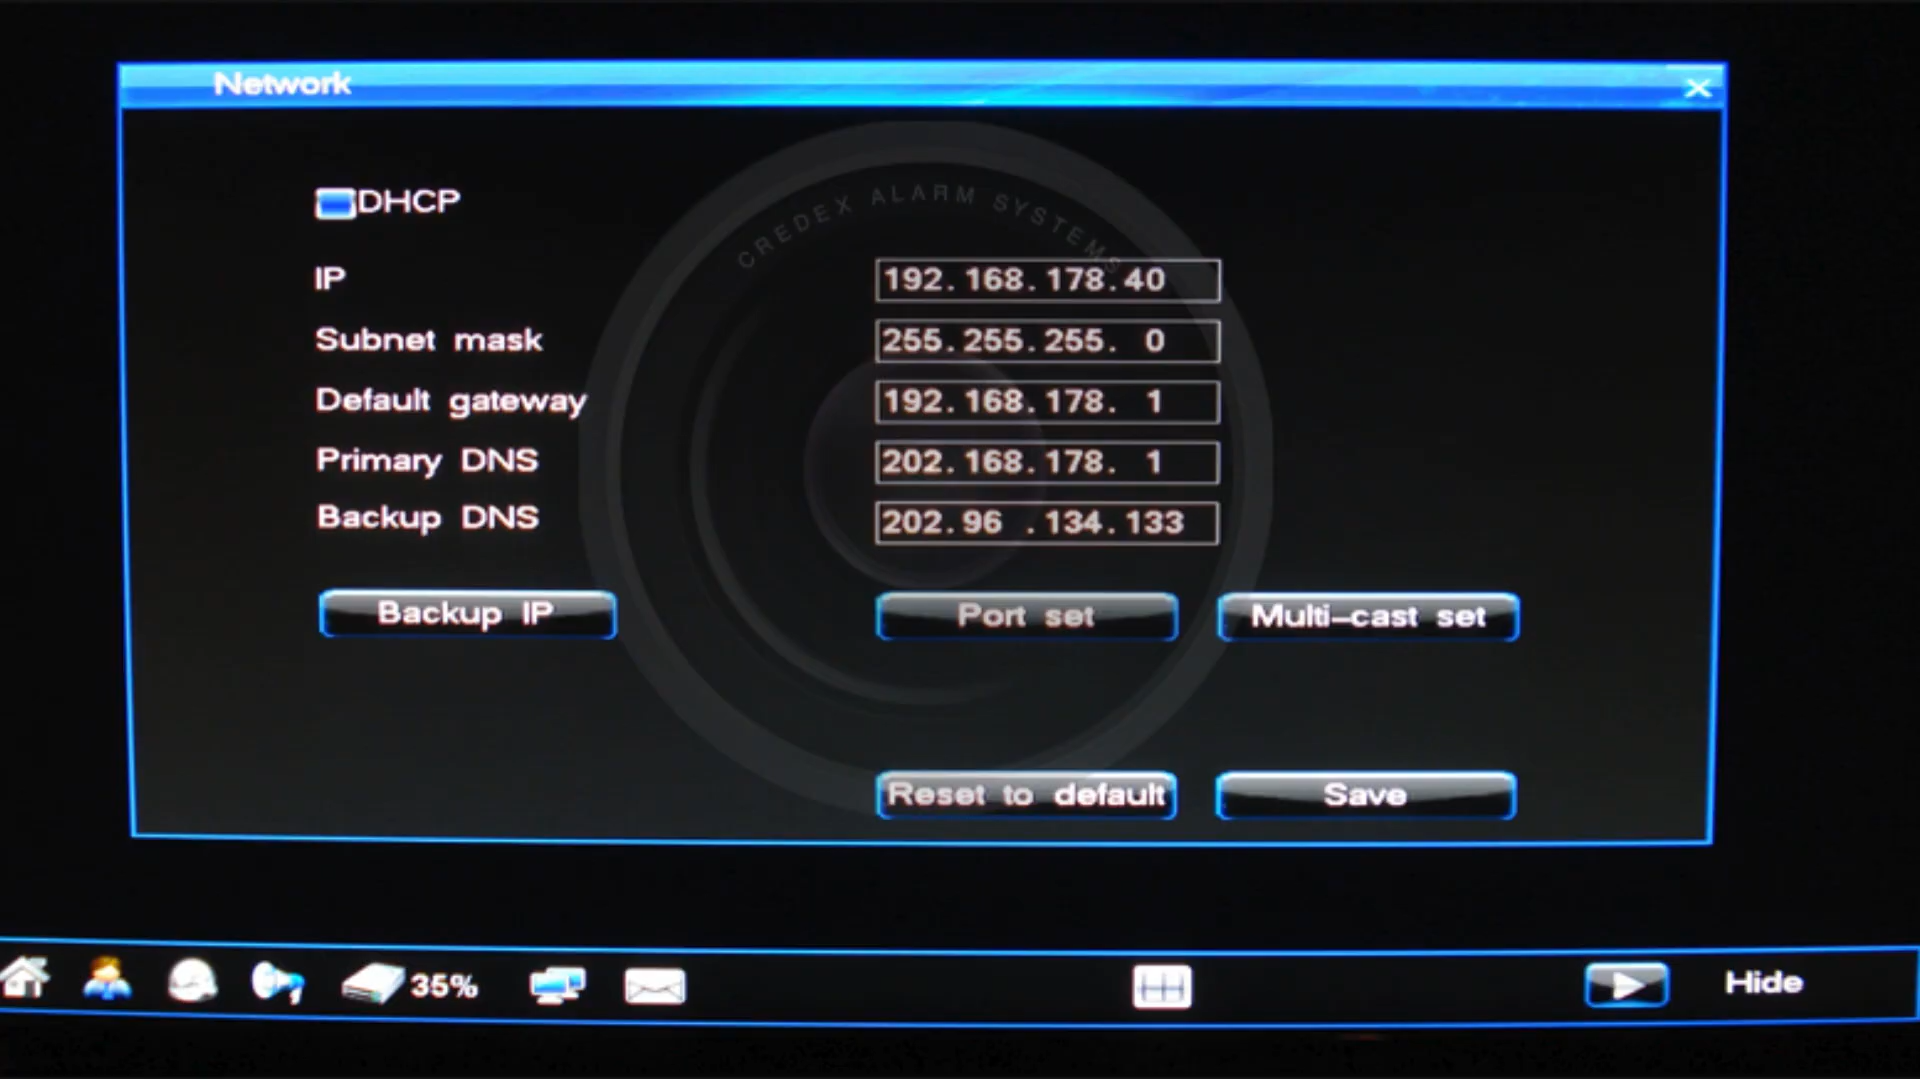 Network
DHCP
CREDEX ALARM SYSTEMS
IP 192.168.178.40
Subnet mask 255.255.255. 0
Default gateway 192.168.178. 1
Primary DNS 202.168.178. 1
Backup DNS 202.96 .134.133
Backup IP Port set Multi-cast set
Reset to default Save
35% Hide